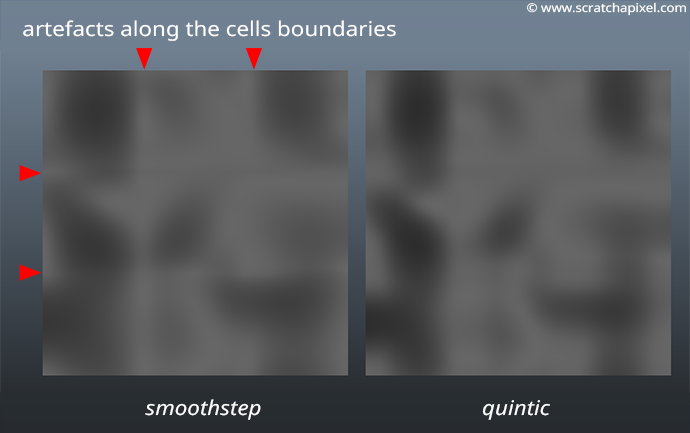 © www.scratchapixel.com
artefacts along the cells boundaries
smoothstep
quintic